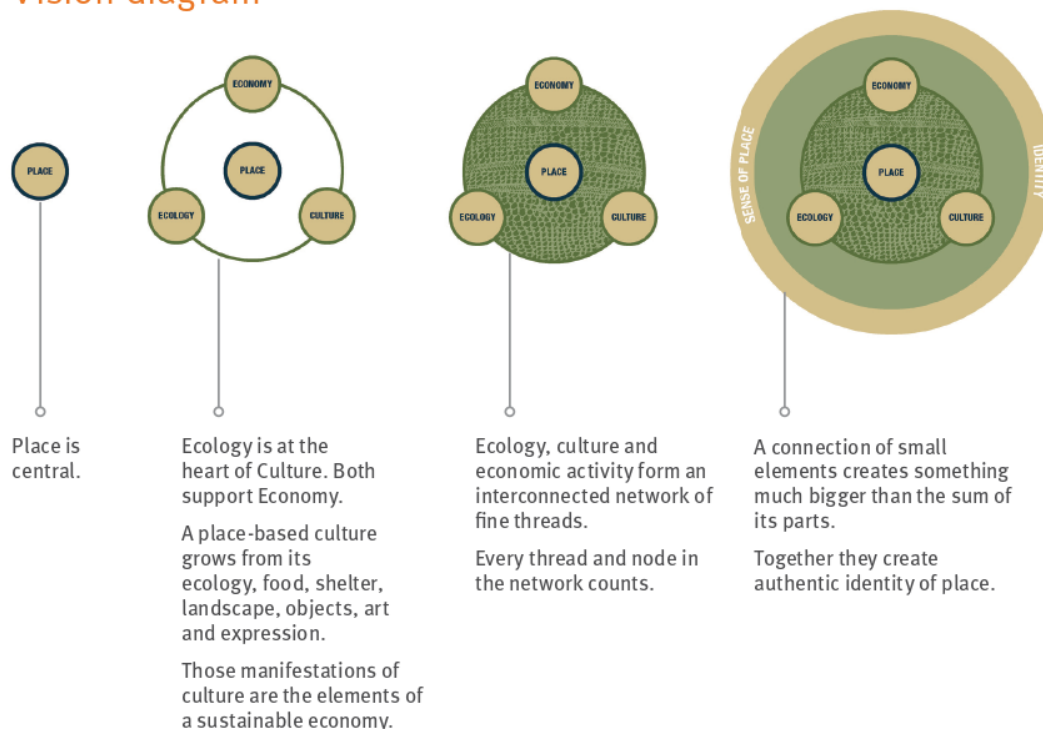 Vision diagram
PLACE
Place is
central.
ECONOMY
PLACE
ECOLOGY
CULTURE
Ecology is at the
heart of Culture. Both
support Economy.
A place-based culture
grows from its
ecology, food, shelter,
landscape, objects, art
and expression.
Those manifestations of
culture are the elements of
a sustainable economy.
ECONOMY
PLACE
ECOLOGY
CULTURE
Ecology, culture and
economic activity form an
interconnected network of
fine threads.
Every thread and node in
the network counts.
SENSE OF PLACE
IDENTITY
ECONOMY
PLACE
ECOLOGY
CULTURE
A connection of small
elements creates something
much bigger than the sum of
its parts.
Together they create
authentic identity of place.